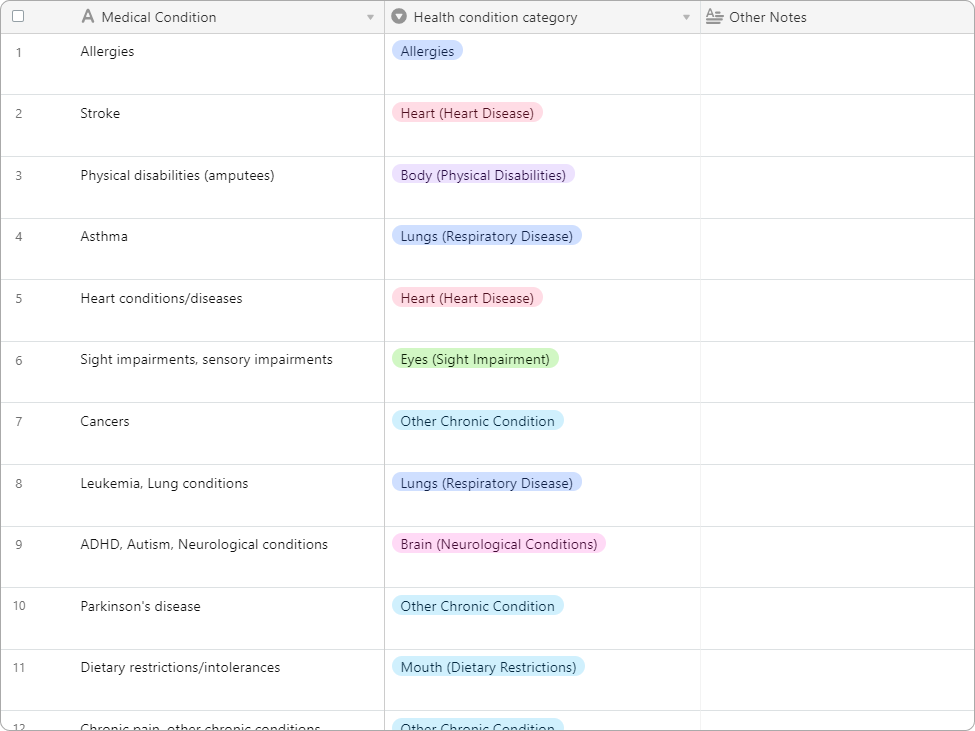 A Medical Condition Health condition category Other Notes
1 Allergies Allergies
2 Stroke Heart (Heart Disease)
3 Physical disabilities (amputees) Body (Physical Disabilities)
4 Asthma Lungs (Respiratory Disease)
5 Heart conditions/diseases Heart (Heart Disease)
6 Sight impairments, sensory impairments Eyes (Sight Impairment)
7 Cancers Other Chronic Condition
8 Leukemia, Lung conditions Lungs (Respiratory Disease)
9 ADHD, Autism, Neurological conditions Brain (Neurological Conditions)
10 Parkinson's disease Other Chronic Condition
11 Dietary restrictions/intolerances Mouth (Dietary Restrictions)
12 Chronic pain, other chronic conditions Other Chronic Condition